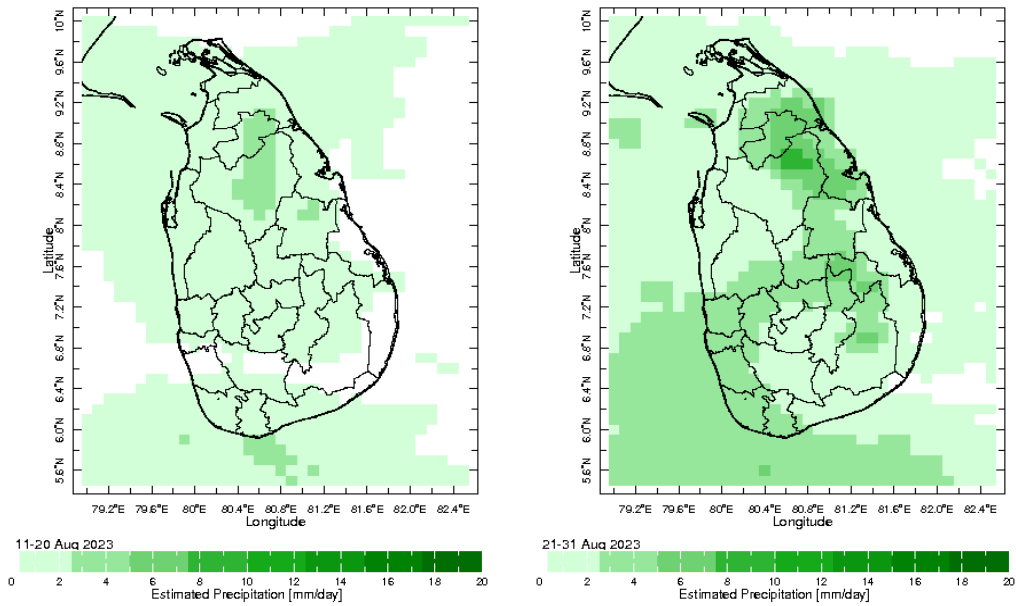 10°N
9.6°N
9.2°N
8.8°N
8.4°N
8°N
7.6°N
7.2°N
6.8°N
6.4°N
6.0°N
5.6°N
Latitude
79.2°E 79.6°E 80°E 80.4°E 80.8°E 81.2°E 81.6°E 82.0°E 82.4°E
Longitude
11-20 Aug 2023
0 2 4 6 8 10 12 14 16 18 20
Estimated Precipitation [mm/day]
10°N
9.6°N
9.2°N
8.8°N
8.4°N
8°N
7.6°N
7.2°N
6.8°N
6.4°N
6.0°N
5.6°N
Latitude
79.2°E 79.6°E 80°E 80.4°E 80.8°E 81.2°E 81.6°E 82.0°E 82.4°E
Longitude
21-31 Aug 2023
0 2 4 6 8 10 12 14 16 18 20
Estimated Precipitation [mm/day]